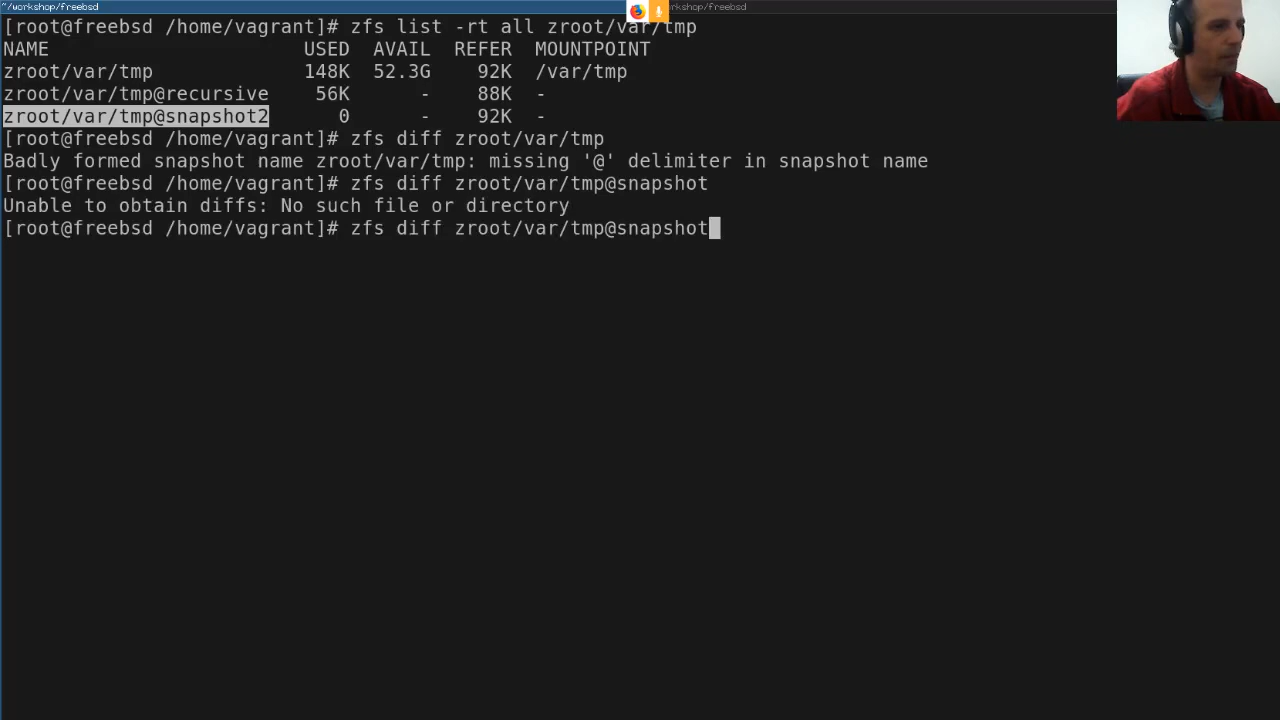 ~/workshop/freebsd
rkshop/freebsd
[root@freebsd /home/vagrant]# zfs list -rt all zroot/var/tmp
NAME USED AVAIL REFER MOUNTPOINT
zroot/var/tmp 148K 52.3G 92K /var/tmp
zroot/var/tmp@recursive 56K - 88K -
zroot/var/tmp@snapshot2 0 - 92K -
[root@freebsd /home/vagrant]# zfs diff zroot/var/tmp
Badly formed snapshot name zroot/var/tmp: missing '@' delimiter in snapshot name
[root@freebsd /home/vagrant]# zfs diff zroot/var/tmp@snapshot
Unable to obtain diffs: No such file or directory
[root@freebsd /home/vagrant]# zfs diff zroot/var/tmp@snapshot